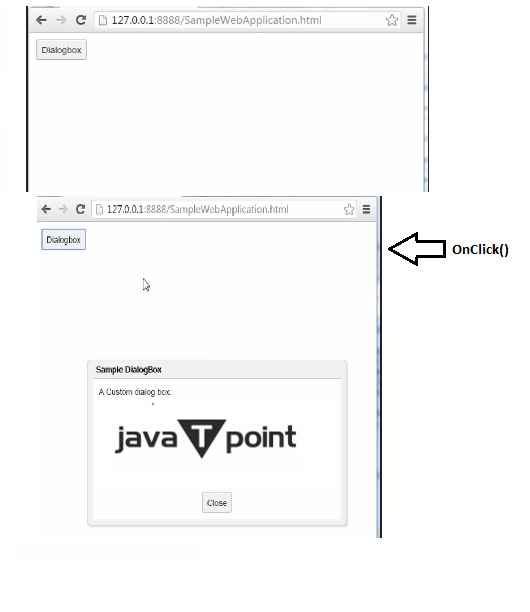 127.0.0.1:8888/SampleWebApplication.html
Dialogbox
127.0.0.1:8888/SampleWebApplication.html
Dialogbox
OnClick()
Sample DialogBox
A Custom dialog box.
java T point
Close